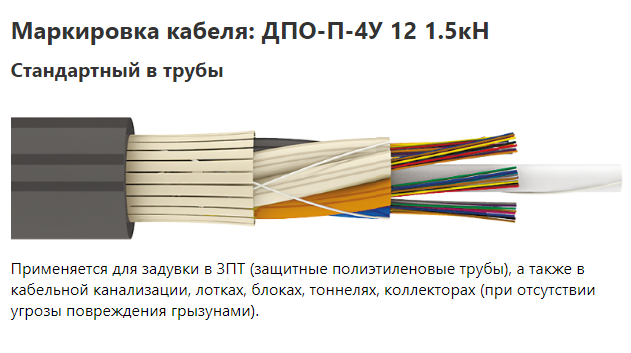 Маркировка кабеля: ДПО-П-4У 12 1.5кН
Стандартный в трубы
Применяется для задувки в ЗПТ (защитные полиэтиленовые трубы), а также в
кабельной канализации, лотках, блоках, тоннелях, коллекторах (при отсутствии
угрозы повреждения грызунами).